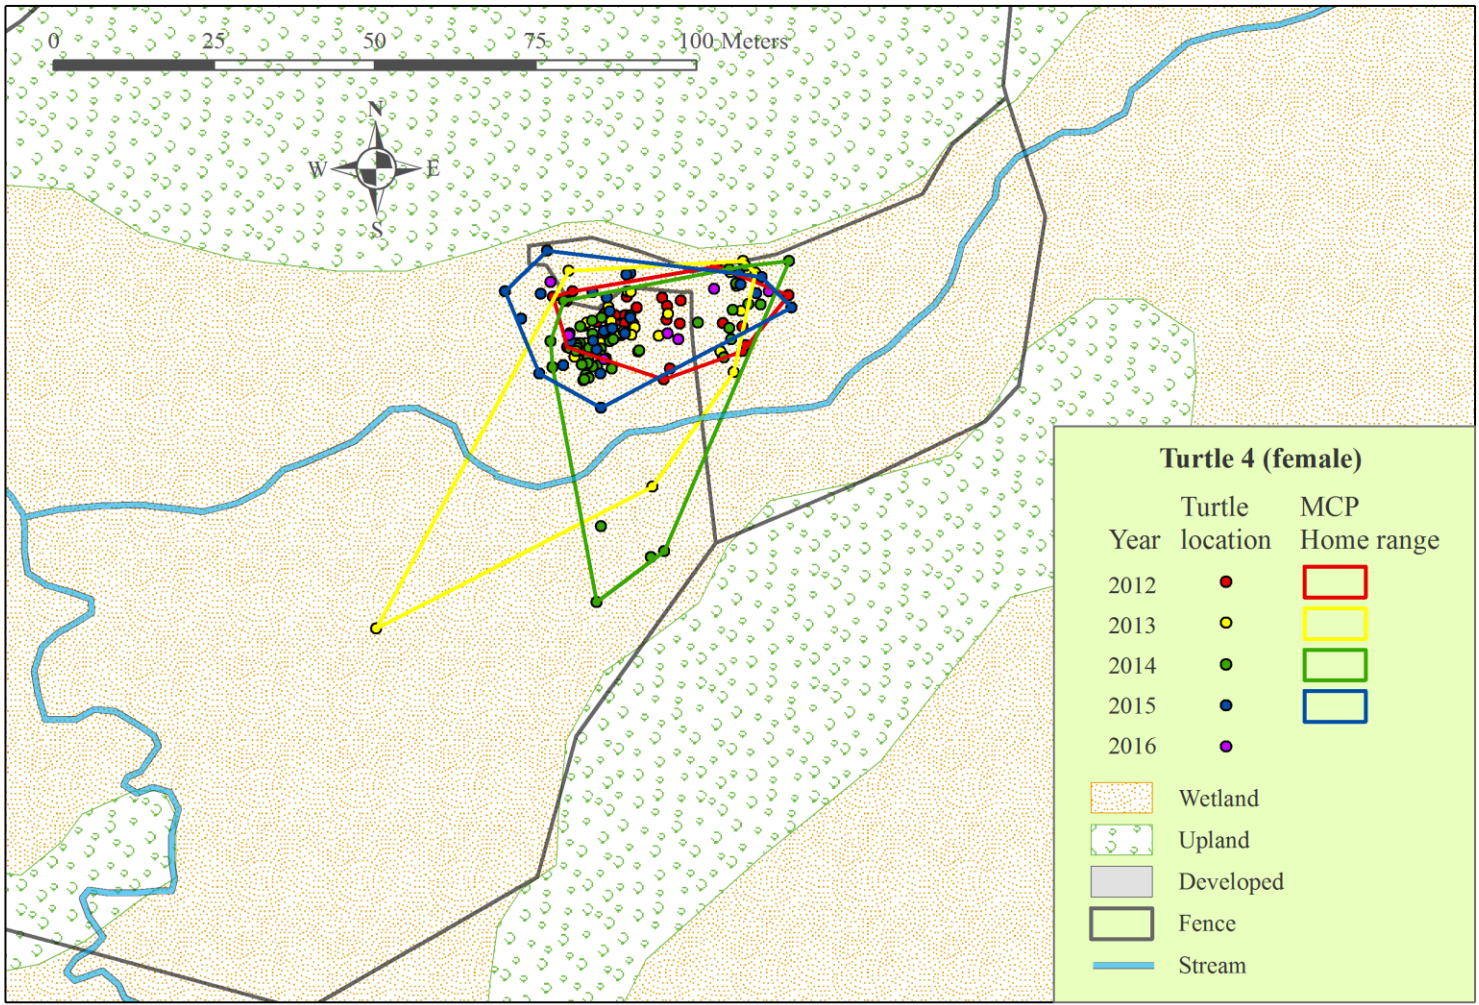 0 25 50 75 100 Meters
N
W E
S
Turtle 4 (female)
Turtle MCP
Year location Home range
2012
2013
2014
2015
2016
Wetland
Upland
Developed
Fence
Stream